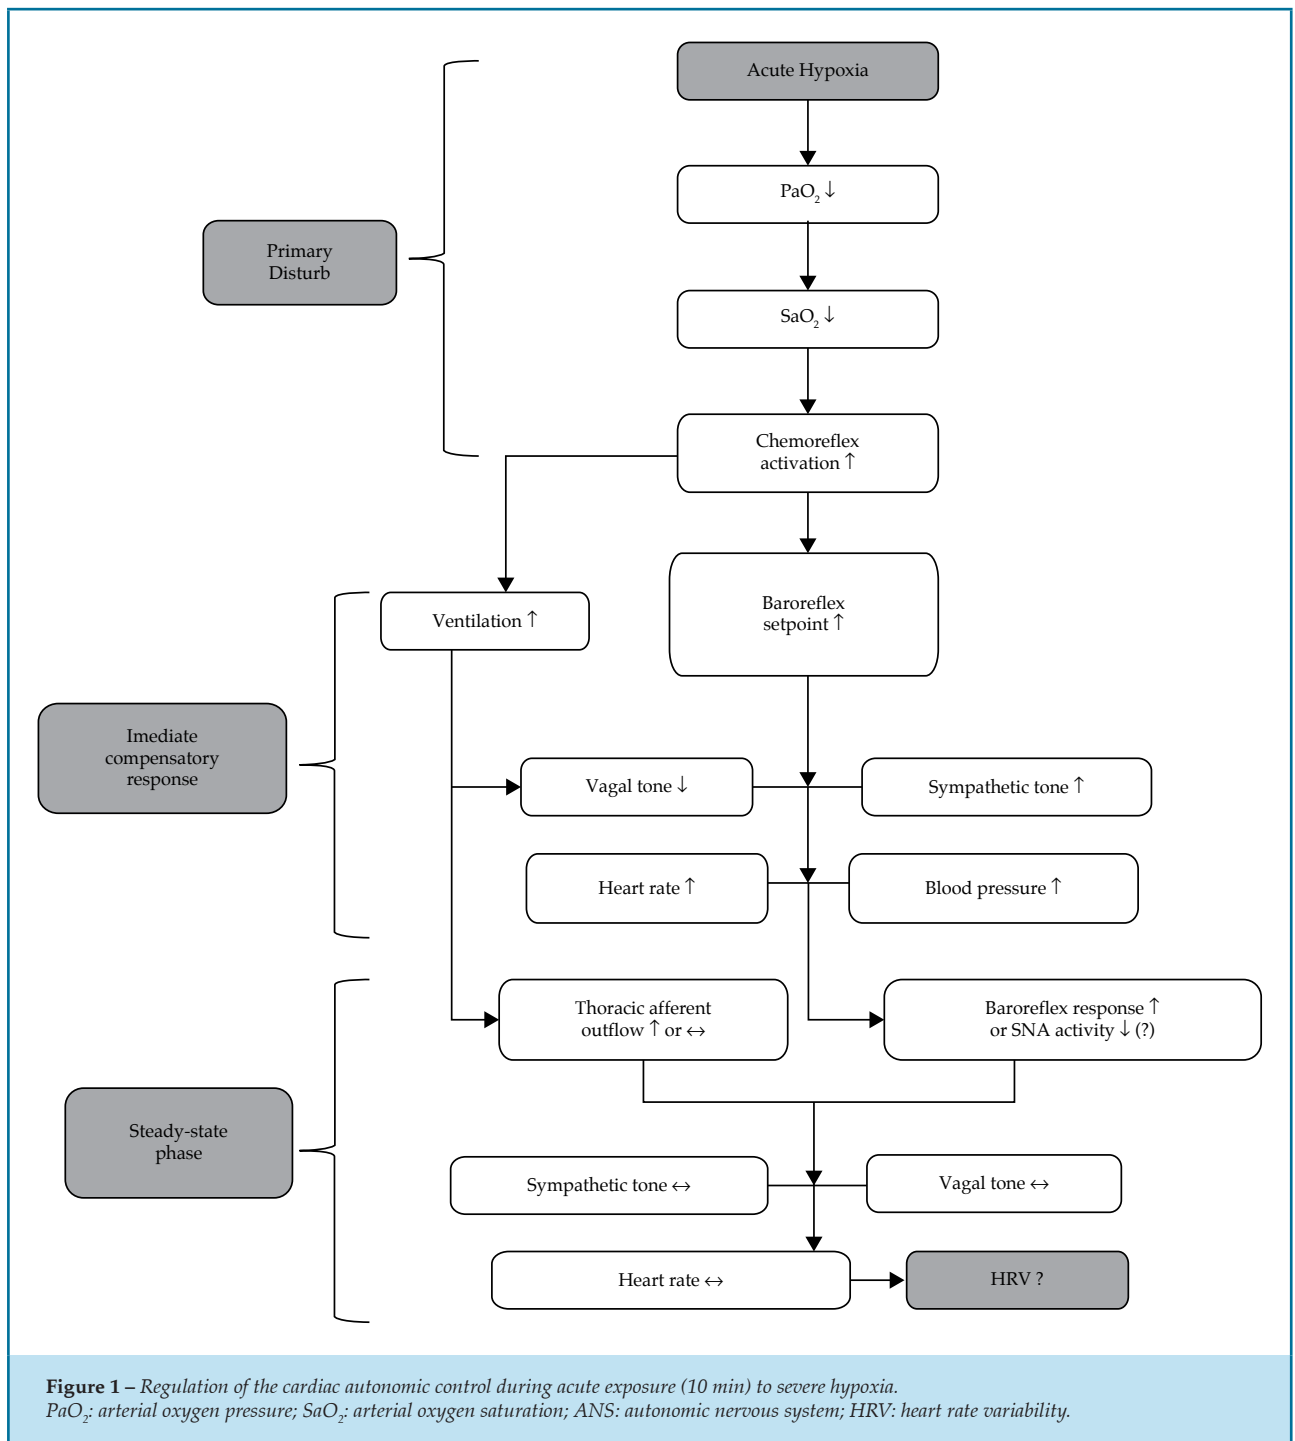 Acute Hypoxia
PaO₂ ↓
Primary
Disturb
SaO₂ ↓
Chemoreflex
activation ↑
Ventilation ↑
Baroreflex
setpoint ↑
Imediate
compensatory
response
Vagal tone ↓
Sympathetic tone ↑
Heart rate ↑
Blood pressure ↑
Thoracic afferent
outflow ↑ or ↔
Baroreflex response ↑
or SNA activity ↓ (?)
Steady-state
phase
Sympathetic tone ↔
Vagal tone ↔
Heart rate ↔
HRV ?
Figure 1 – Regulation of the cardiac autonomic control during acute exposure (10 min) to severe hypoxia.
PaO₂: arterial oxygen pressure; SaO₂: arterial oxygen saturation; ANS: autonomic nervous system; HRV: heart rate variability.